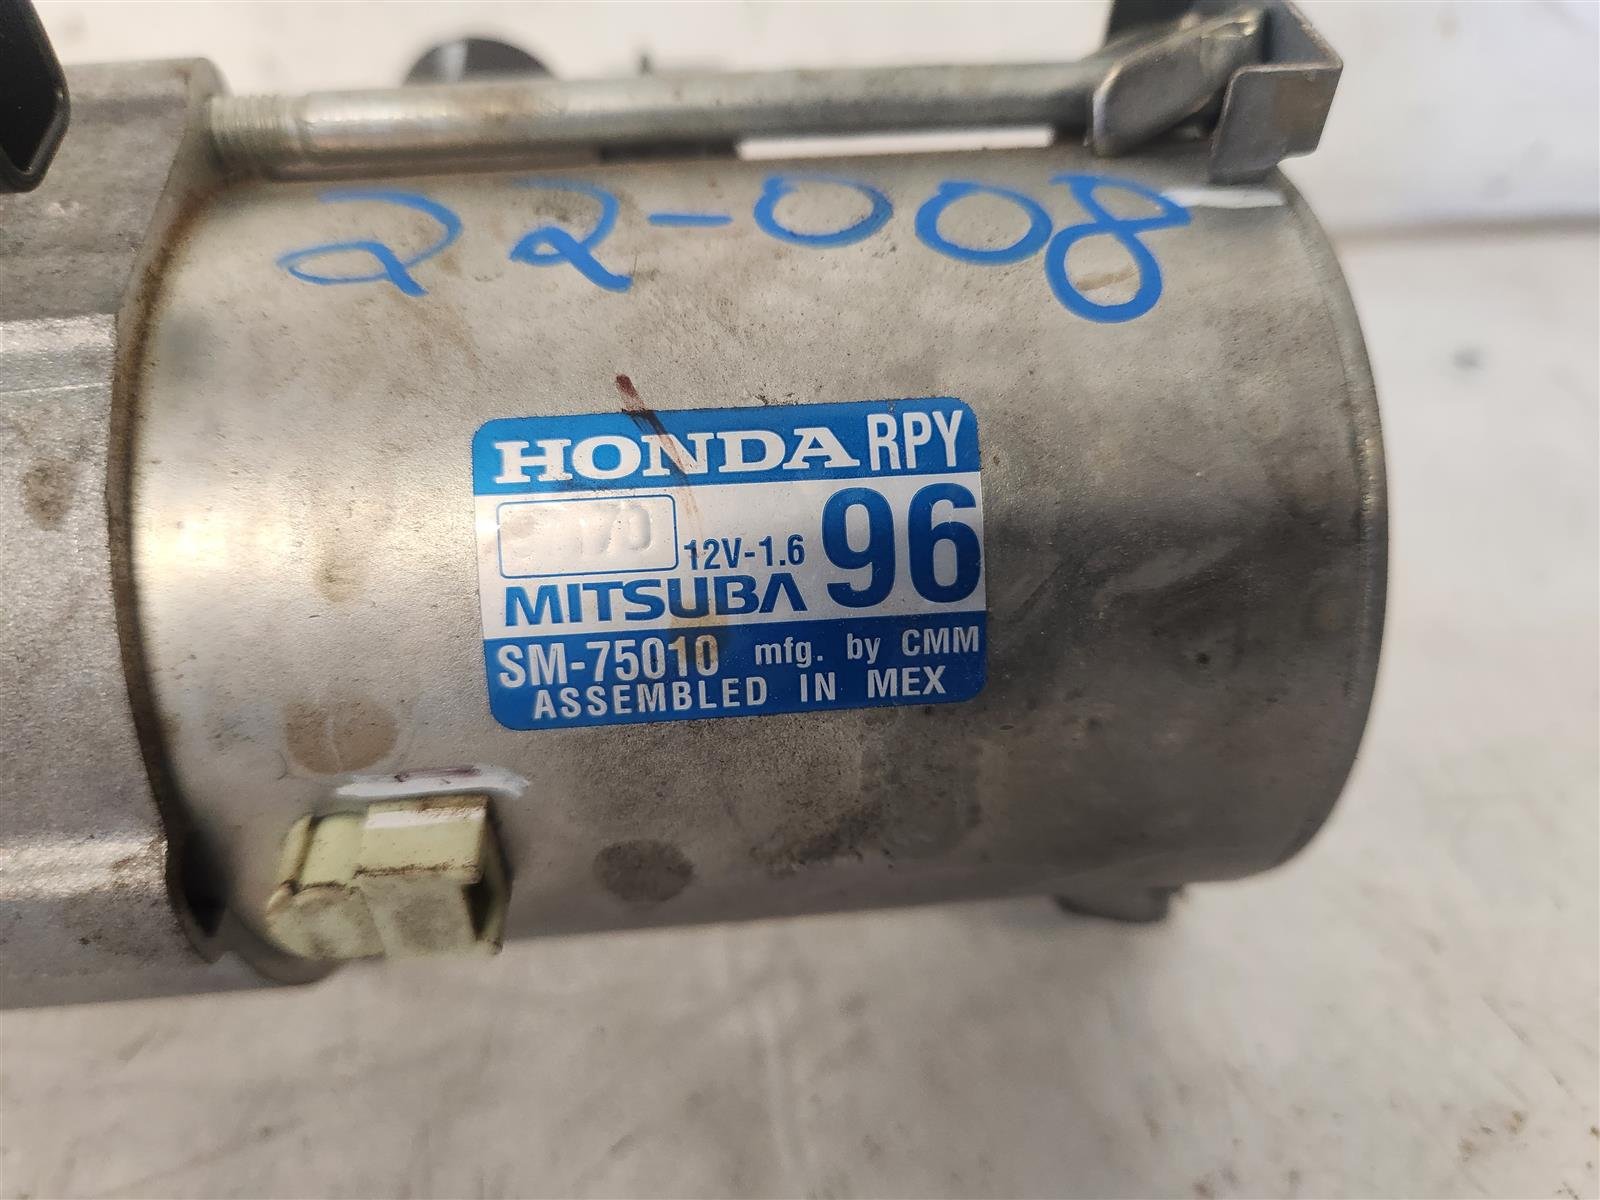 22-008
HONDA RPY
12V-1.6 96
MITSUBA
SM-75010 mfg. by CMM
ASSEMBLED IN MEX